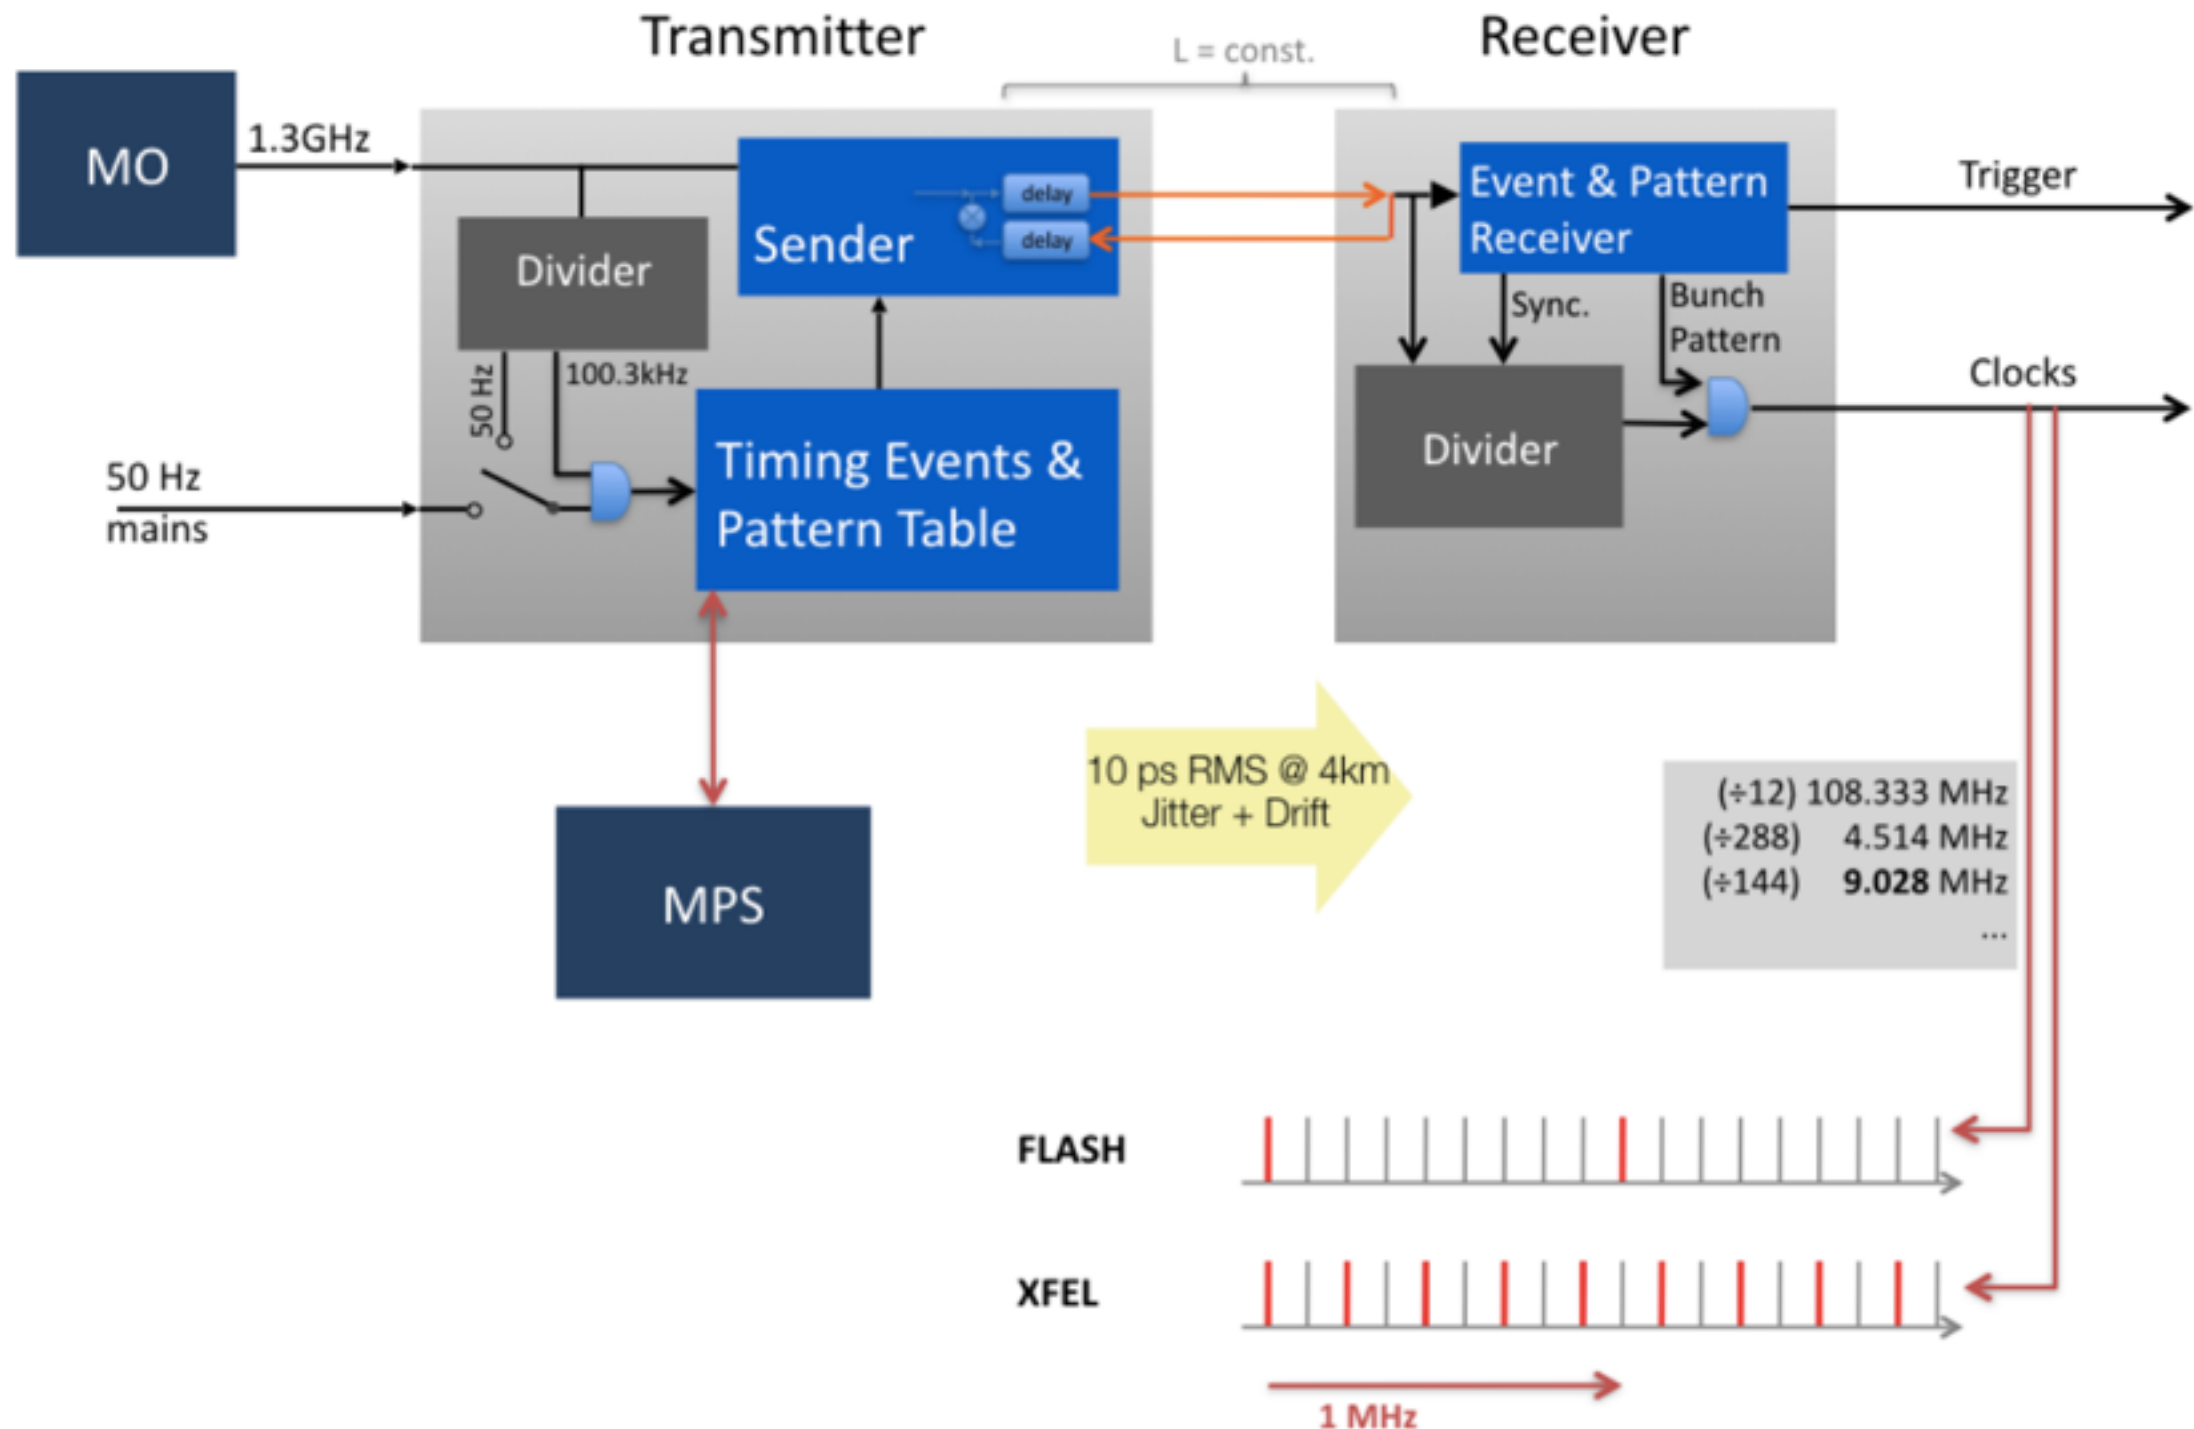 Transmitter
Receiver
L = const.
MO
1.3GHz
Sender
delay
delay
Divider
50 Hz
100.3kHz
50 Hz
mains
Timing Events &
Pattern Table
MPS
Event & Pattern
Receiver
Trigger
Sync.
Bunch
Pattern
Divider
Clocks
10 ps RMS @ 4km
Jitter + Drift
(÷12) 108.333 MHz
(÷288) 4.514 MHz
(÷144) 9.028 MHz
...
FLASH
XFEL
1 MHz